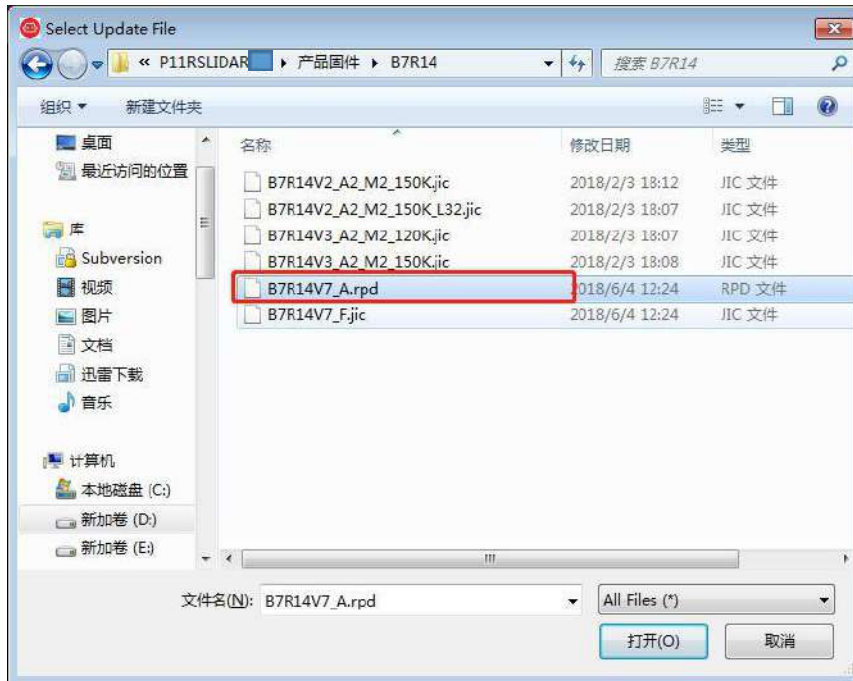 Select Update File
« P11RSLIDAR ▸ 产品固件 ▸ B7R14
搜索 B7R14
组织 新建文件夹
名称 修改日期 类型
桌面
最近访问的位置
库
Subversion
视频
图片
文档
迅雷下载
音乐
计算机
本地磁盘 (C:)
新加卷 (D:)
新加卷 (E:)
B7R14V2_A2_M2_150K.jic 2018/2/3 18:12 JIC 文件
B7R14V2_A2_M2_150K_L32.jic 2018/2/3 18:07 JIC 文件
B7R14V3_A2_M2_120K.jic 2018/2/3 18:07 JIC 文件
B7R14V3_A2_M2_150K.jic 2018/2/3 18:08 JIC 文件
B7R14V7_A.rpd 2018/6/4 12:24 RPD 文件
B7R14V7_F.jic 2018/6/4 12:24 JIC 文件
文件名(N): B7R14V7_A.rpd All Files (*)
打开(O) 取消